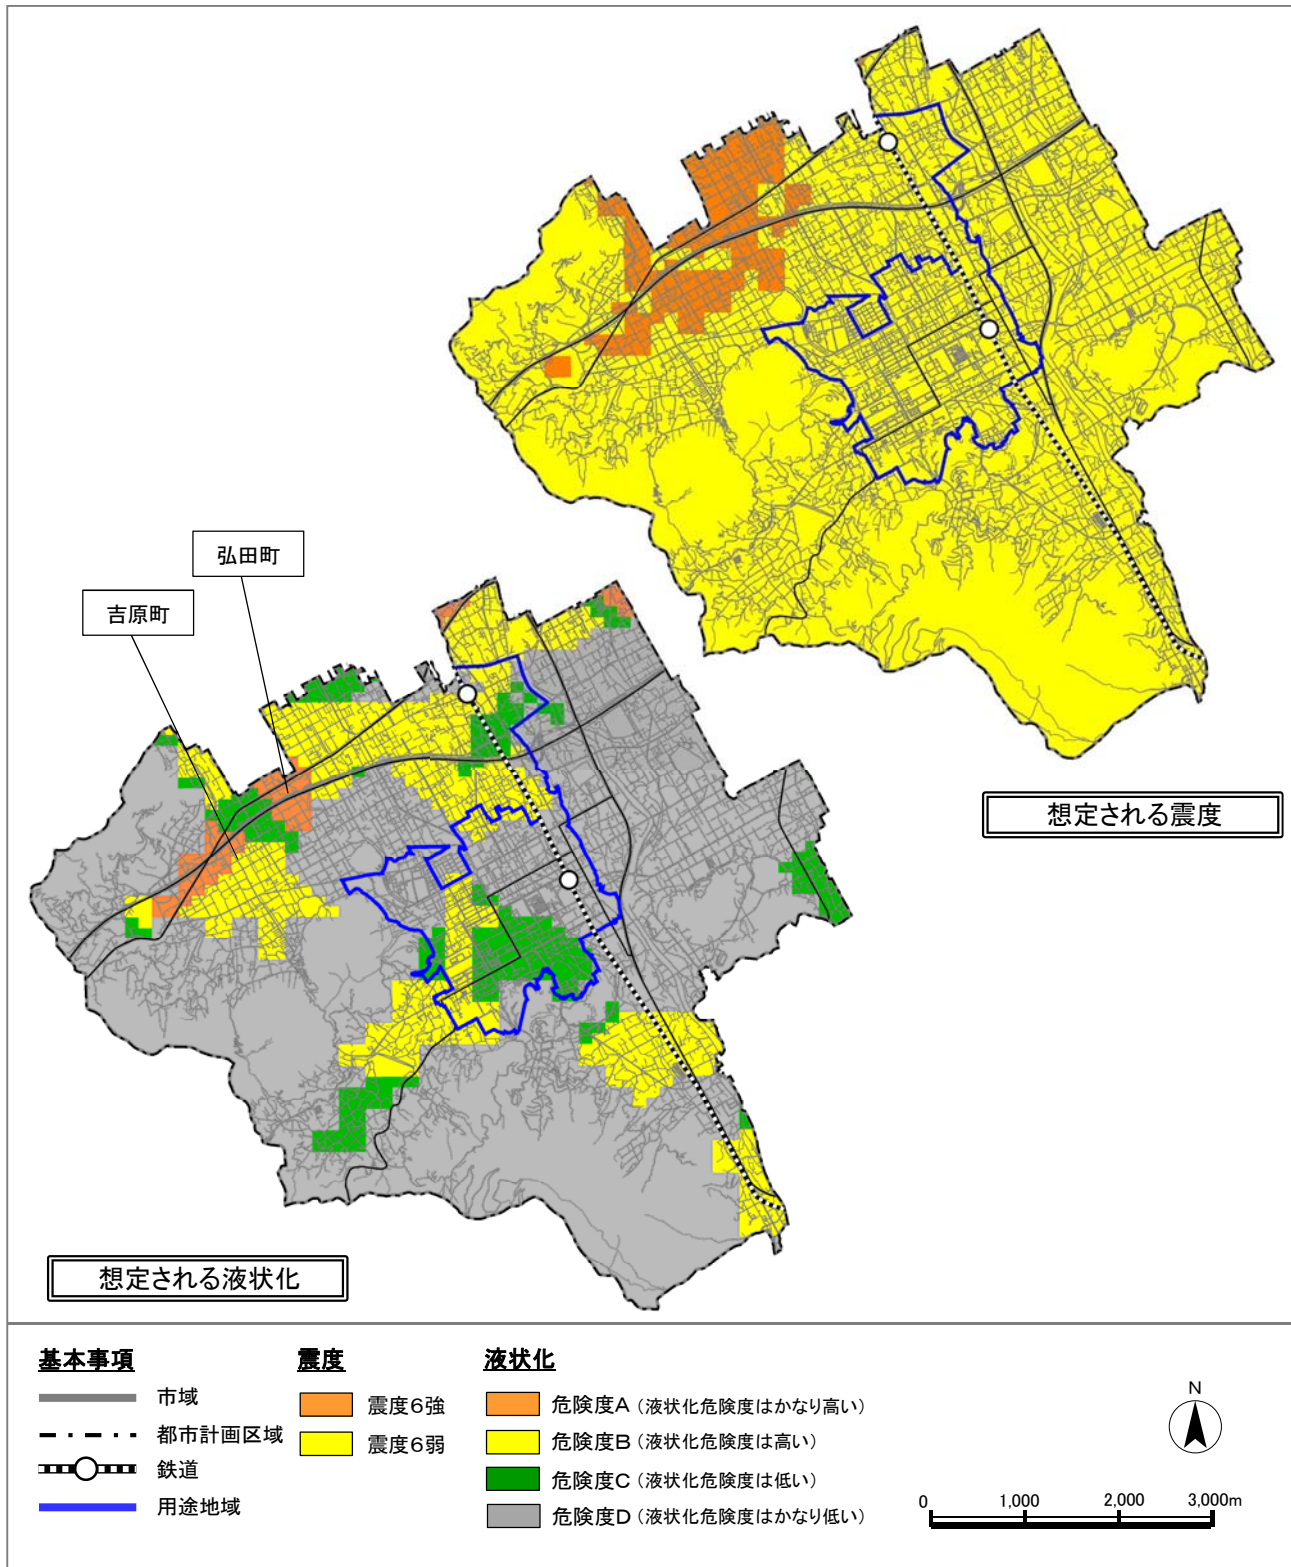 弘田町
吉原町
想定される震度
想定される液状化
基本事項
市域
都市計画区域
鉄道
用途地域
震度
震度6強
震度6弱
液状化
危険度A（液状化危険度はかなり高い）
危険度B（液状化危険度は高い）
危険度C（液状化危険度は低い）
危険度D（液状化危険度はかなり低い）
N
0 1,000 2,000 3,000m